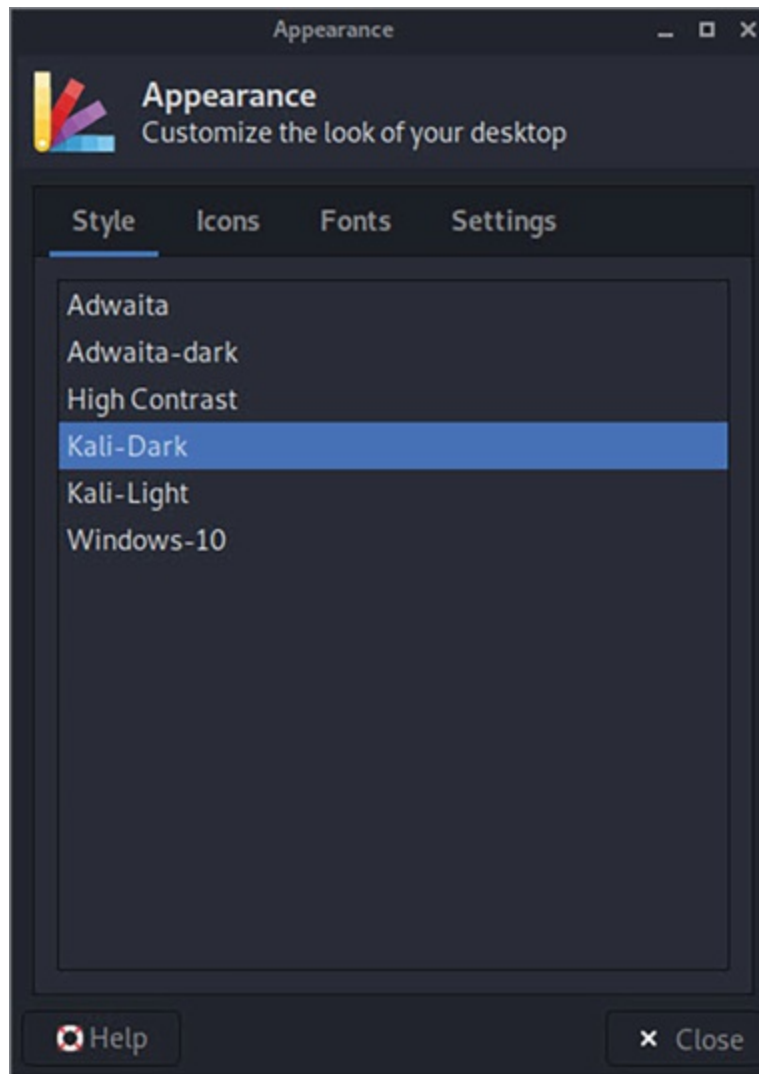 Appearance
Appearance
Customize the look of your desktop
Style Icons Fonts Settings
Adwaita
Adwaita-dark
High Contrast
Kali-Dark
Kali-Light
Windows-10
Help Close